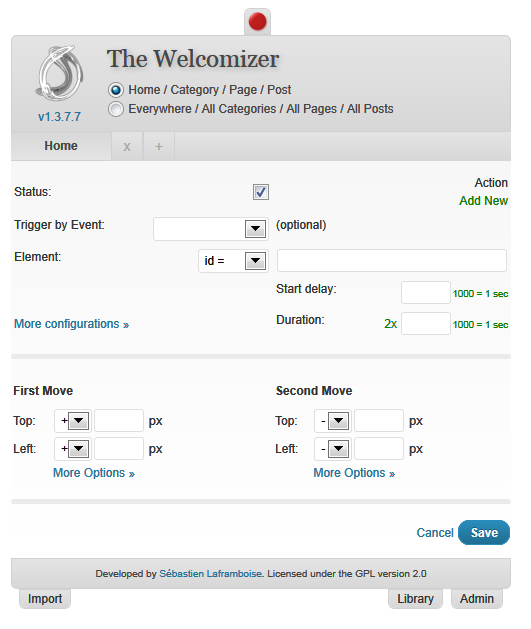 The Welcomizer
Home / Category / Page / Post
Everywhere / All Categories / All Pages / All Posts
v1.3.7.7
Home x +
Status: Action
Add New
Trigger by Event: (optional)
Element: id =
Start delay: 1000 = 1 sec
More configurations » Duration: 2x 1000 = 1 sec
First Move Second Move
Top: + px Top: - px
Left: + px Left: - px
More Options » More Options »
Cancel Save
Developed by Sébastien Laframboise. Licensed under the GPL version 2.0
Import Library Admin